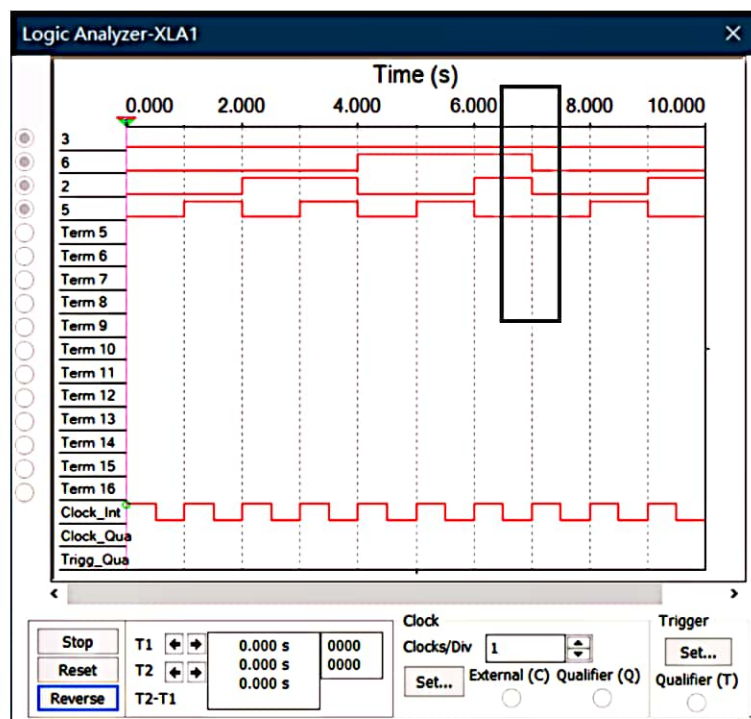 Logic Analyzer-XLA1
Time (s)
0.000 2.000 4.000 6.000 8.000 10.000
3
6
2
5
Term 5
Term 6
Term 7
Term 8
Term 9
Term 10
Term 11
Term 12
Term 13
Term 14
Term 15
Term 16
Clock_Int
Clock_Qua
Trigg_Qua
Stop
Reset
Reverse
T1
T2
T2-T1
0.000 s 0000
0.000 s 0000
0.000 s
Clock
Clocks/Div 1
Set... External (C) Qualifier (Q)
Trigger
Set...
Qualifier (T)